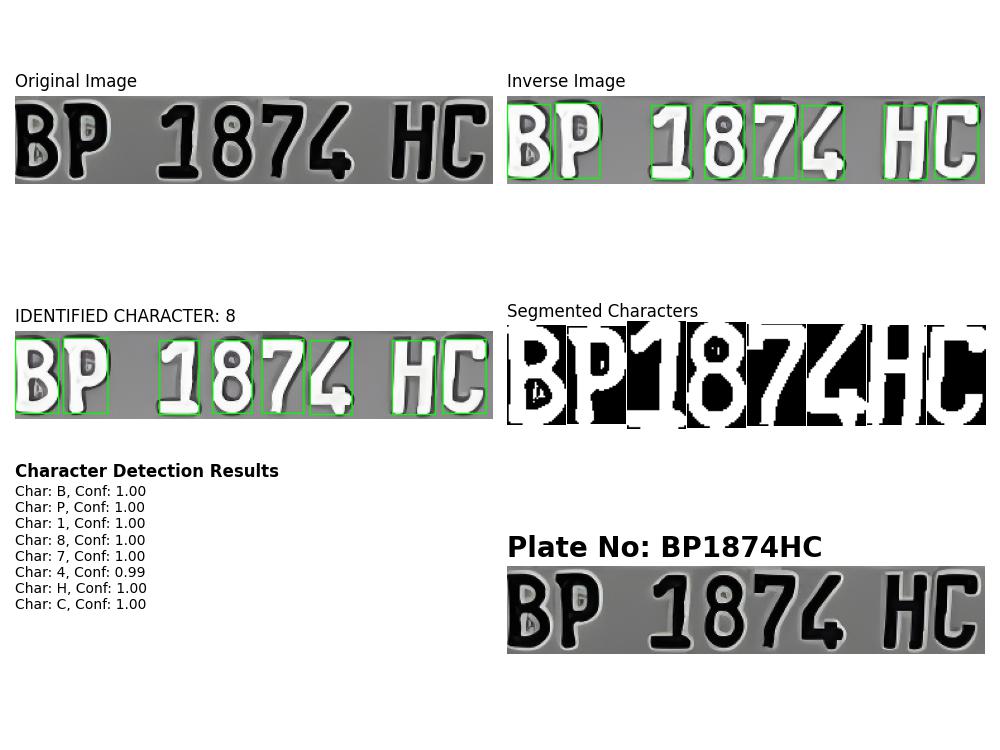 Original Image
BP 1874 HC
Inverse Image
BP 1874 HC
IDENTIFIED CHARACTER: 8
BP 1874 HC
Segmented Characters
BP1874HC
Character Detection Results
Char: B, Conf: 1.00
Char: P, Conf: 1.00
Char: 1, Conf: 1.00
Char: 8, Conf: 1.00
Char: 7, Conf: 1.00
Char: 4, Conf: 0.99
Char: H, Conf: 1.00
Char: C, Conf: 1.00
Plate No: BP1874HC
BP 1874 HC